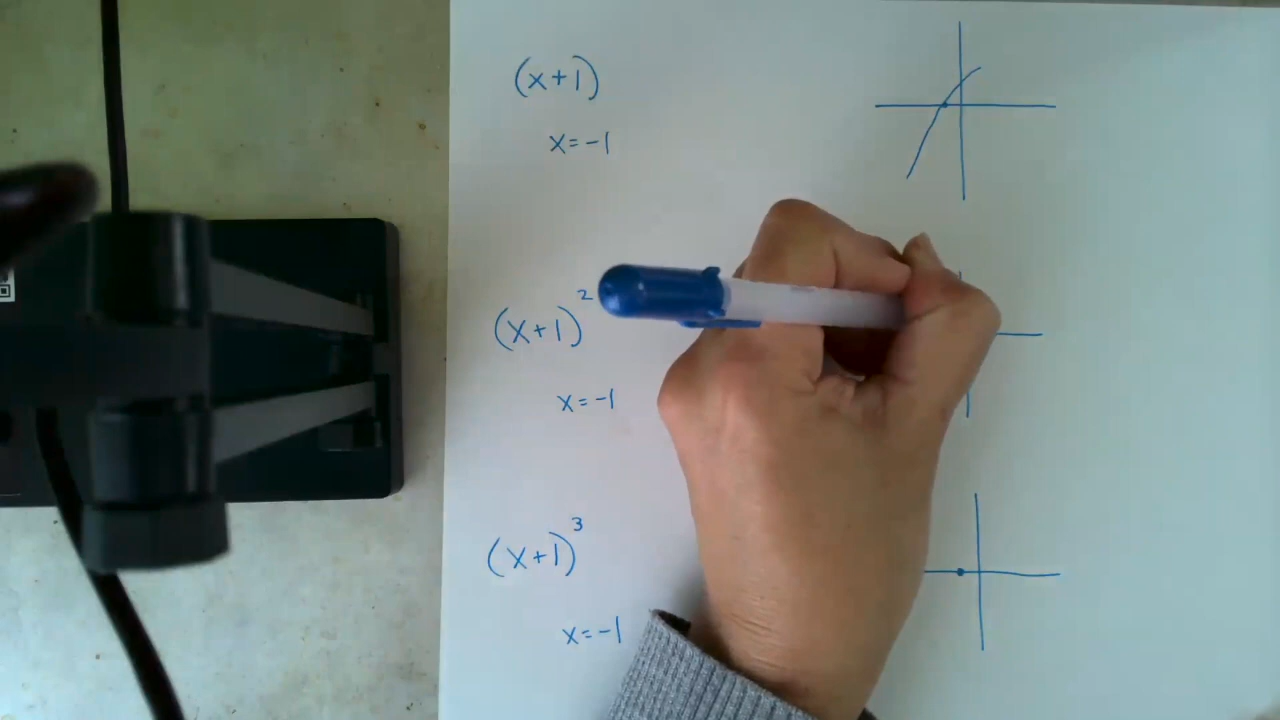 (x+1)
x=-1
(x+1)²
x=-1
(x+1)³
x=-1